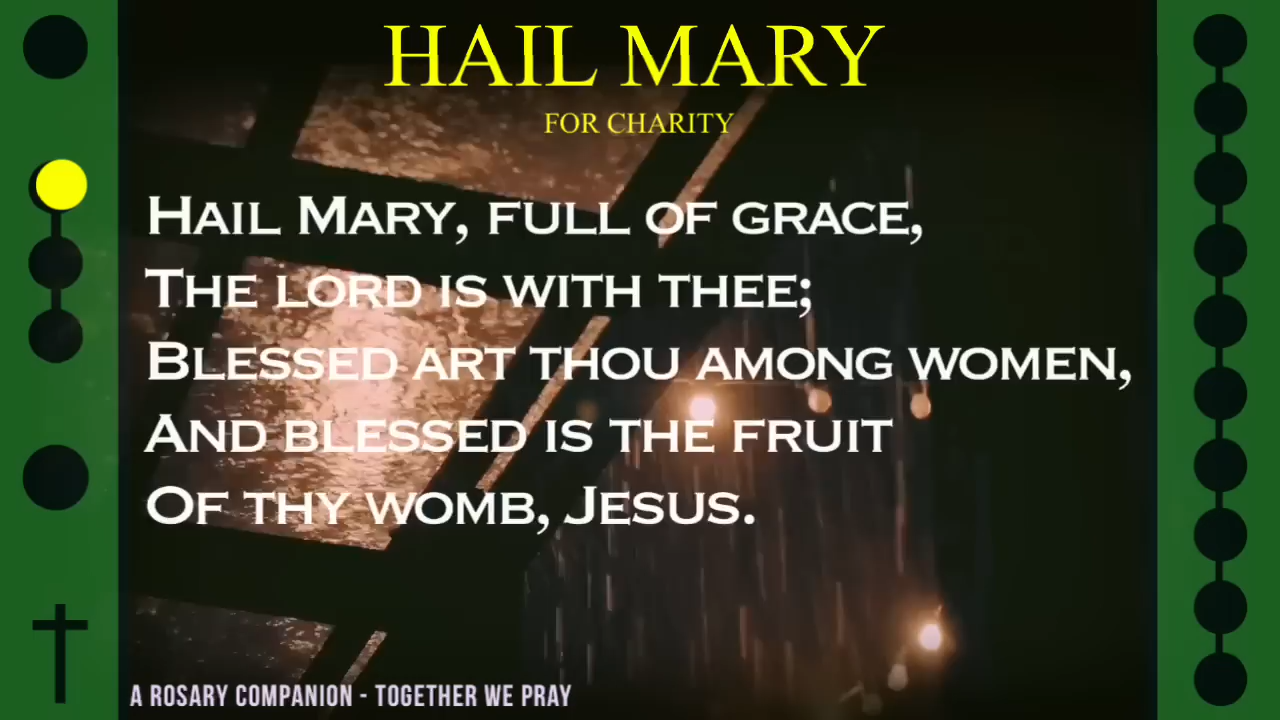 HAIL MARY
FOR CHARITY
HAIL MARY, FULL OF GRACE,
THE LORD IS WITH THEE;
BLESSED ART THOU AMONG WOMEN,
AND BLESSED IS THE FRUIT
OF THY WOMB, JESUS.
A ROSARY COMPANION - TOGETHER WE PRAY